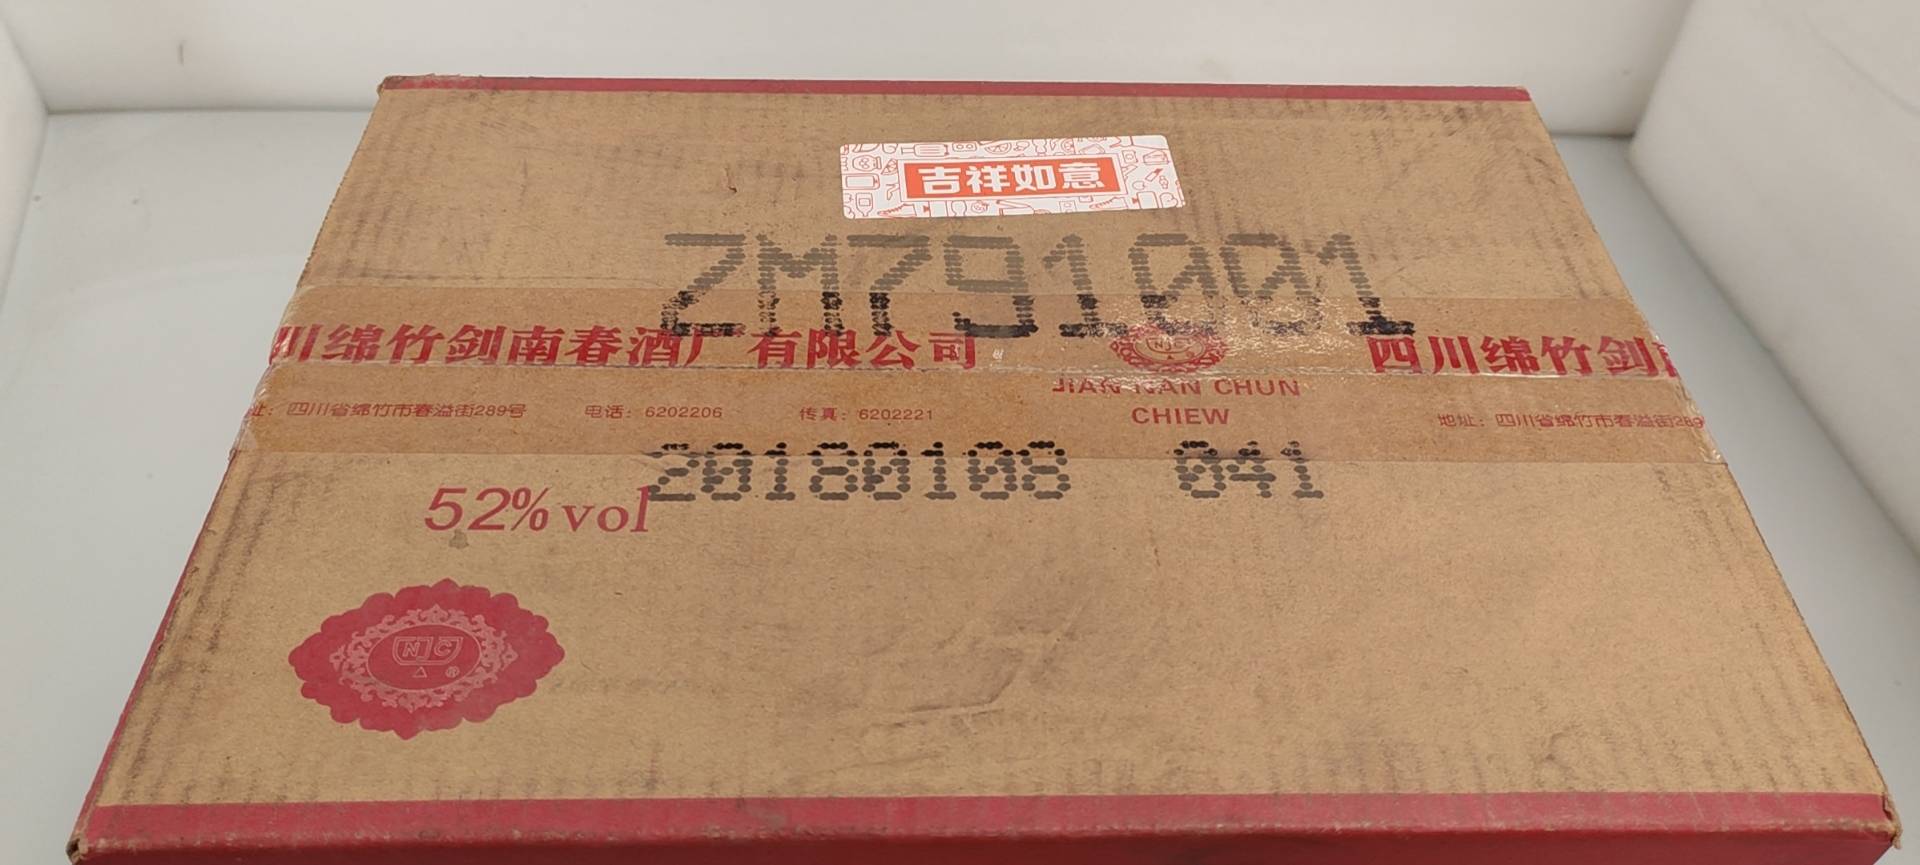 吉祥如意
ZM791001
川绵竹剑南春酒厂有限公司
NC
四川绵竹剑
JIAN NAN CHUN
CHIEW
址：四川省绵竹市春溢街289号 电话：6202206 传真：6202221
地址：四川省绵竹市春溢街289
20180108 041
52%vol
NC
®